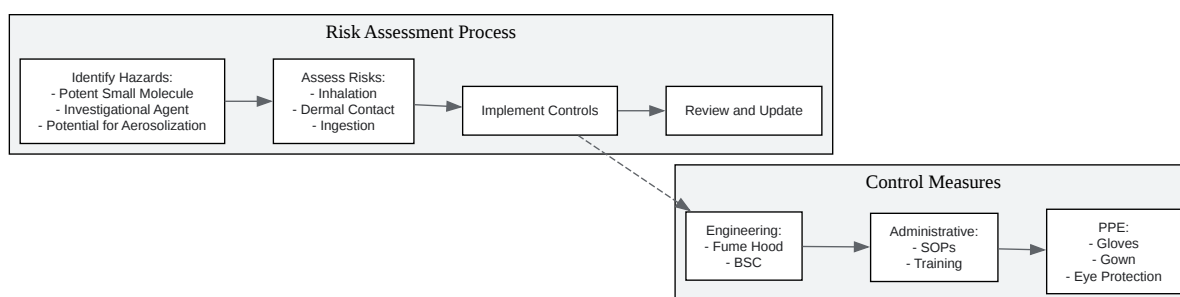 Risk Assessment Process
Identify Hazards:
- Potent Small Molecule
- Investigational Agent
- Potential for Aerosolization
Assess Risks:
- Inhalation
- Dermal Contact
- Ingestion
Implement Controls
Review and Update
Control Measures
Engineering:
- Fume Hood
- BSC
Administrative:
- SOPs
- Training
PPE:
- Gloves
- Gown
- Eye Protection